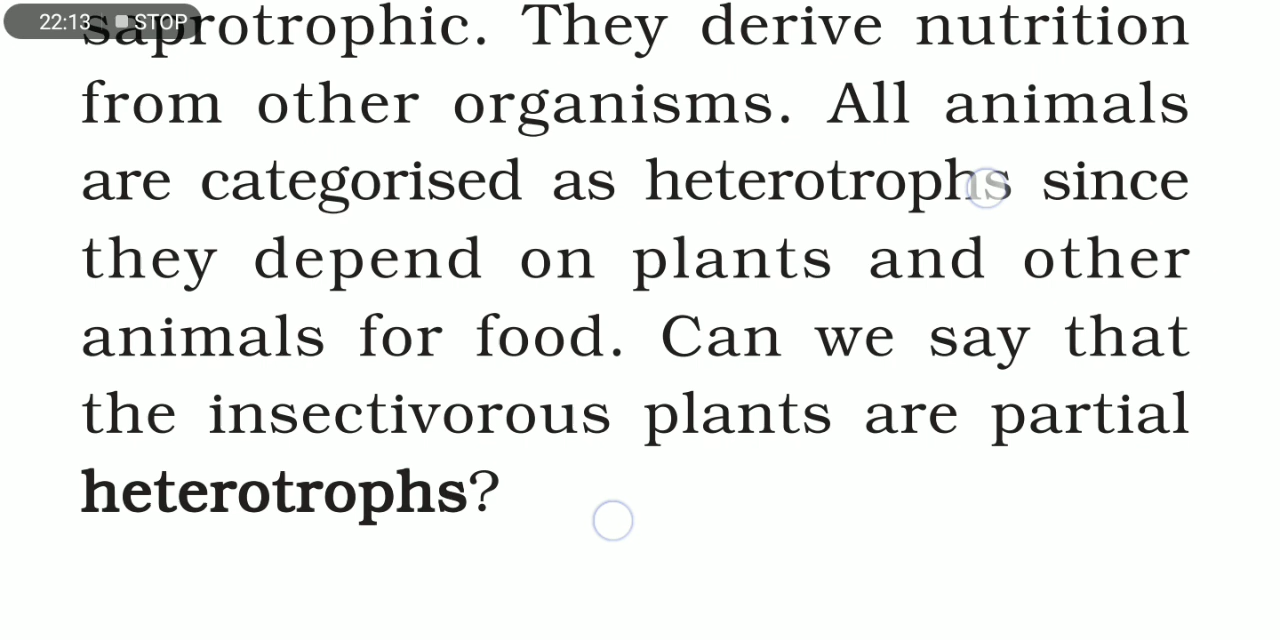 22:13 STOP
saprotrophic. They derive nutrition
from other organisms. All animals
are categorised as heterotrophs since
they depend on plants and other
animals for food. Can we say that
the insectivorous plants are partial
heterotrophs?